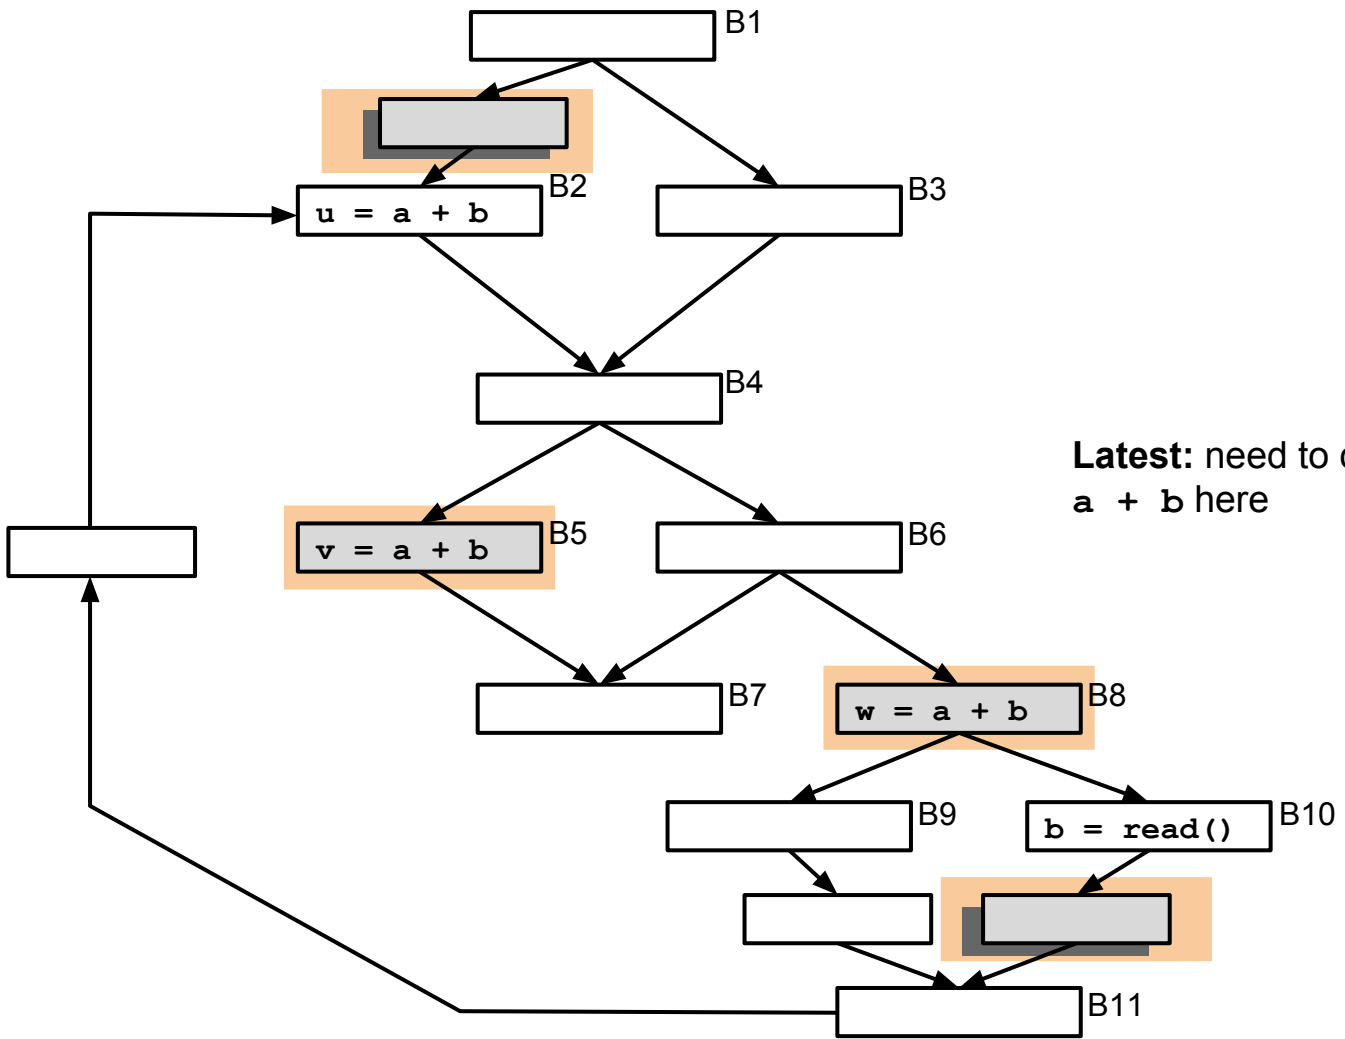 B1
B2
u = a + b
B3
B4
Latest: need to
a + b here
B5
v = a + b
B6
B7
B8
w = a + b
B9
B10
b = read()
B11